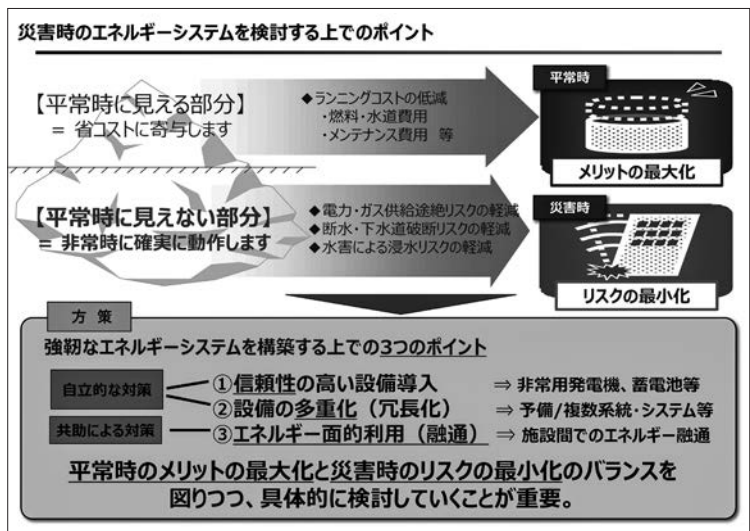 災害時のエネルギーシステムを検討する上でのポイント
【平常時に見える部分】
= 省コストに寄与します
◆ランニングコストの低減
・燃料・水道費用
・メンテナンス費用 等
平常時
メリットの最大化
【平常時に見えない部分】
= 非常時に確実に動作します
◆電力・ガス供給途絶リスクの軽減
◆断水・下水道破断リスクの軽減
◆水害による浸水リスクの軽減
災害時
リスクの最小化
方 策
強靭なエネルギーシステムを構築する上での3つのポイント
自立的な対策
①信頼性の高い設備導入 ⇒ 非常用発電機、蓄電池等
②設備の多重化（冗長化） ⇒ 予備/複数系統・システム等
共助による対策
③エネルギー面的利用（融通） ⇒ 施設間でのエネルギー融通
平常時のメリットの最大化と災害時のリスクの最小化のバランスを
図りつつ、具体的に検討していくことが重要。